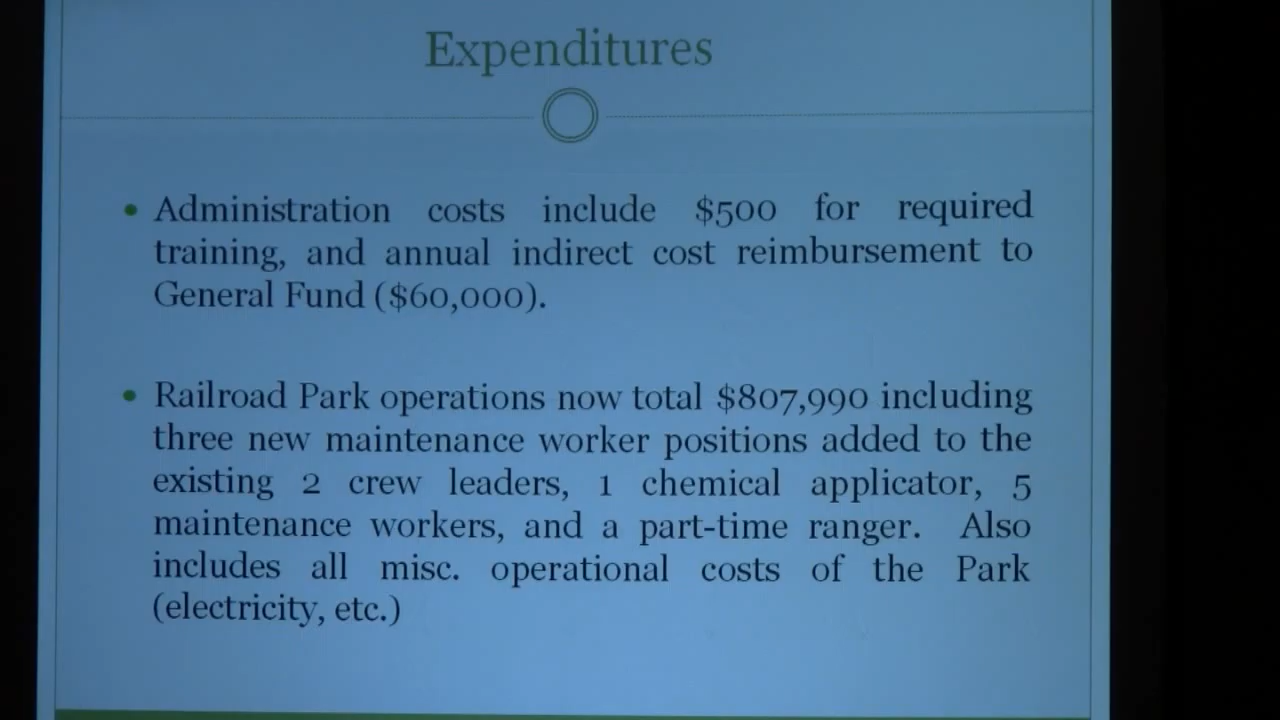 Expenditures
• Administration costs include $500 for required
training, and annual indirect cost reimbursement to
General Fund ($60,000).
• Railroad Park operations now total $807,990 including
three new maintenance worker positions added to the
existing 2 crew leaders, 1 chemical applicator, 5
maintenance workers, and a part-time ranger. Also
includes all misc. operational costs of the Park
(electricity, etc.)